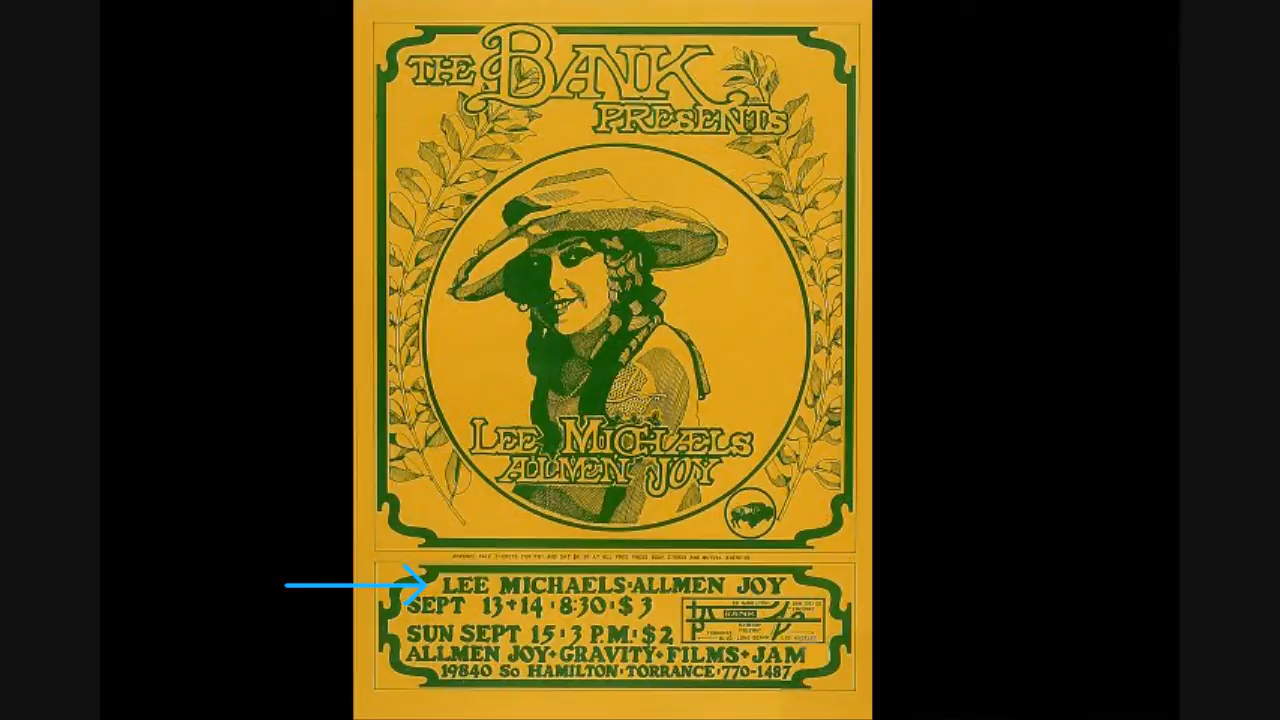 THE BANK
PRESENTS
LEE MICHAELS
ALLMEN JOY
LEE MICHAELS·ALLMEN JOY
SEPT 13+14·8:30·$3
SUN SEPT 15·3 P.M.·$2
BANK
ALLMEN JOY·GRAVITY·FILMS·JAM
19840 So HAMILTON·TORRANCE·770-1487